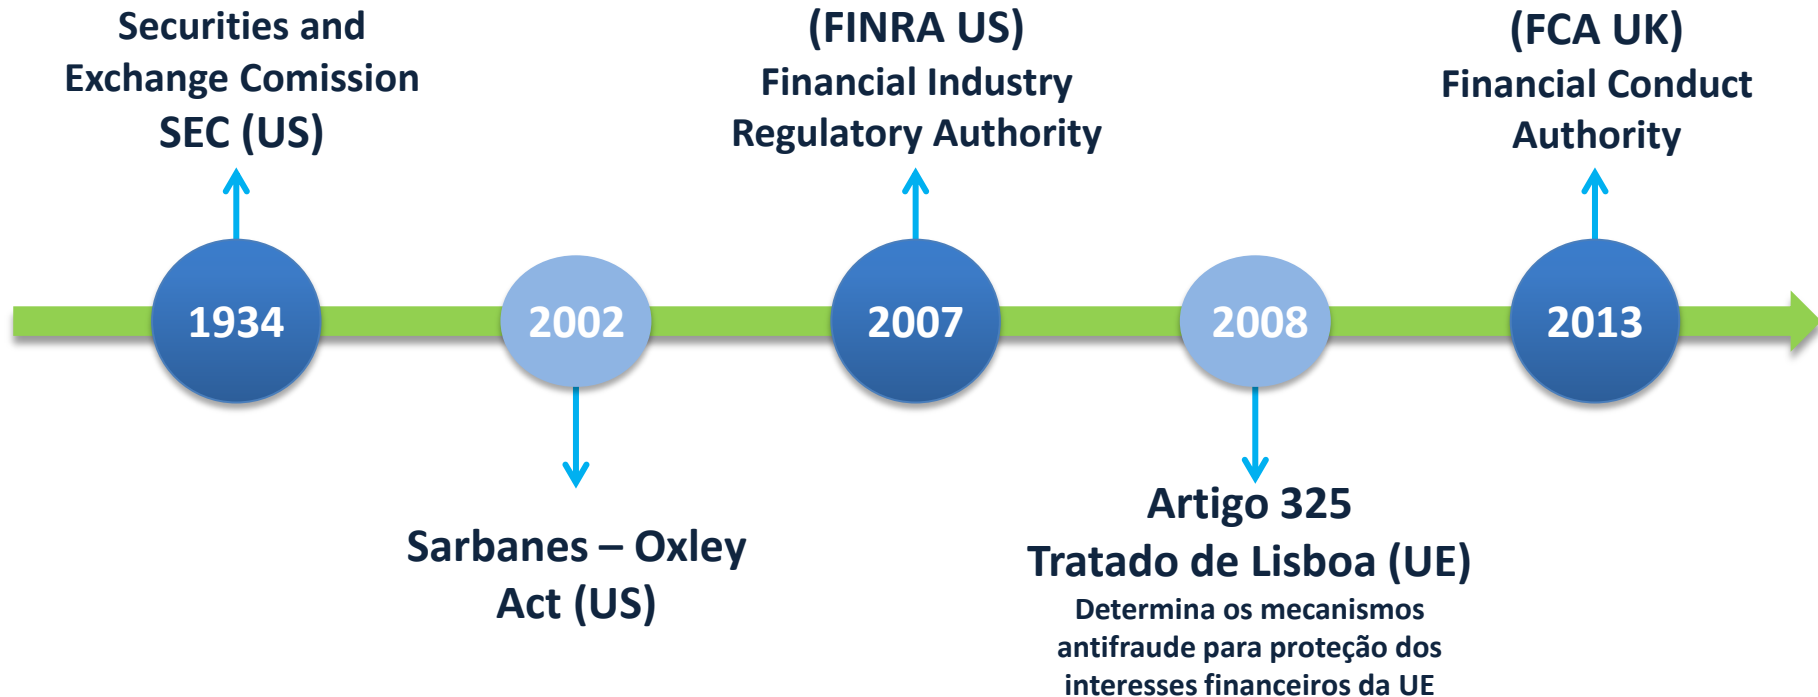 Securities and
Exchange Comission
SEC (US)
(FINRA US)
Financial Industry
Regulatory Authority
(FCA UK)
Financial Conduct
Authority
1934
2002
2007
2008
2013
Sarbanes – Oxley
Act (US)
Artigo 325
Tratado de Lisboa (UE)
Determina os mecanismos
antifraude para proteção dos
interesses financeiros da UE